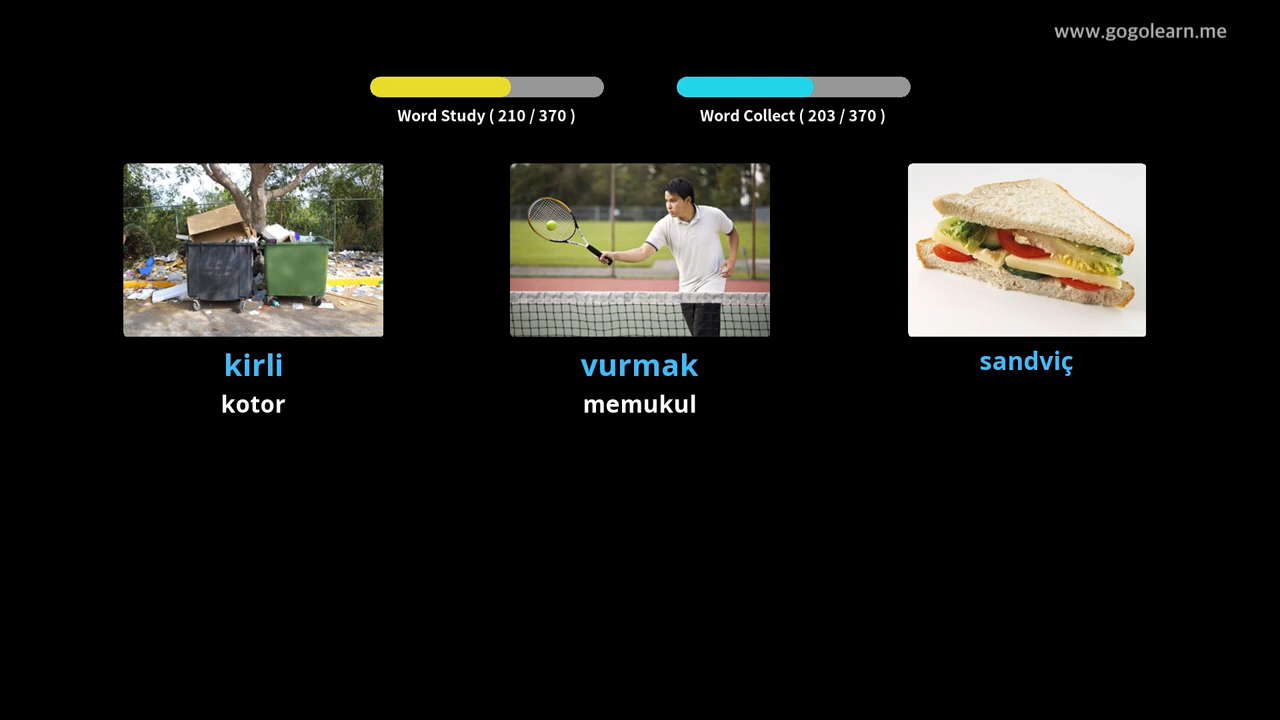 www.gogolearn.me
Word Study ( 210 / 370 )
Word Collect ( 203 / 370 )
kirli
kotor
vurmak
memukul
sandviç